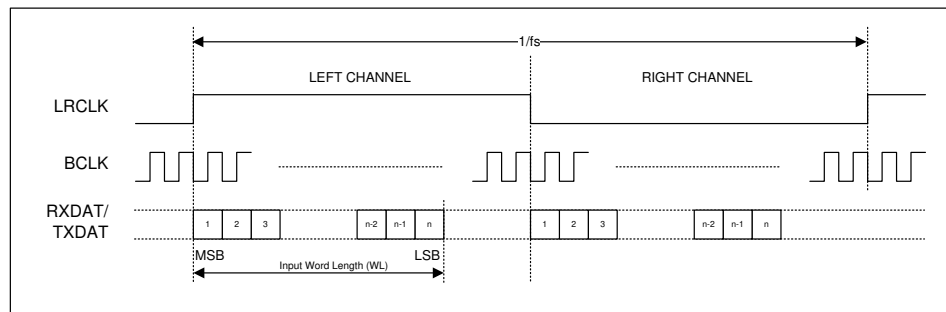 1/fs
LEFT CHANNEL
RIGHT CHANNEL
LRCLK
BCLK
RXDAT/
TXDAT
1 2 3 n-2 n-1 n 1 2 3 n-2 n-1 n
MSB LSB
Input Word Length (WL)